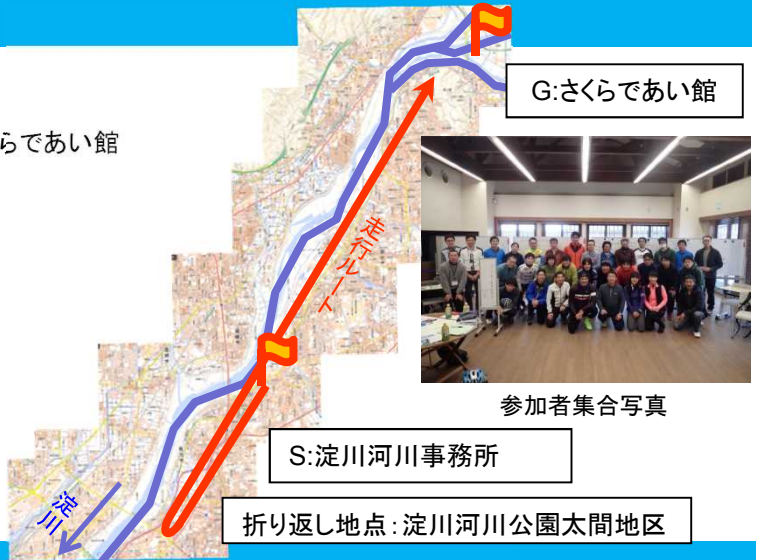 G:さくらであい館
らであい館
走行ルート
参加者集合写真
S:淀川河川事務所
淀川
折り返し地点:淀川河川公園太間地区